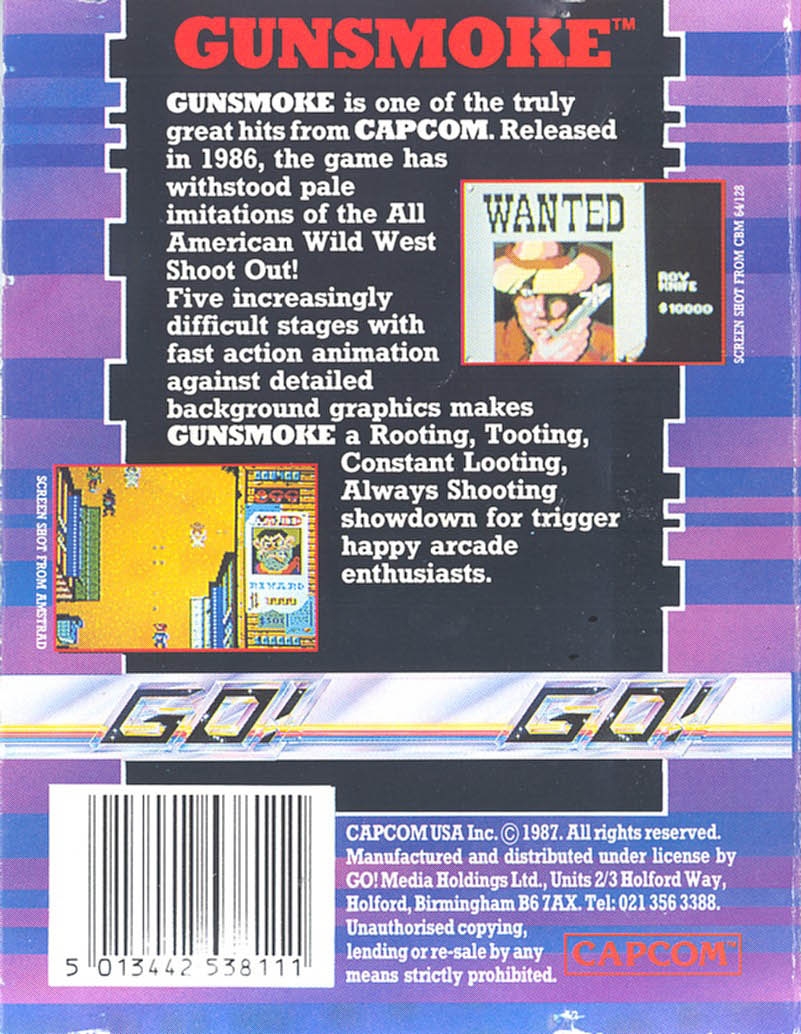 GUNSMOKE™
GUNSMOKE is one of the truly
great hits from CAPCOM. Released
in 1986, the game has
withstood pale
imitations of the All
American Wild West
Shoot Out!
Five increasingly
difficult stages with
fast action animation
against detailed
background graphics makes
GUNSMOKE a Rooting, Tooting,
Constant Looting,
Always Shooting
showdown for trigger
happy arcade
enthusiasts.
WANTED
ROY
KNIFE
$10000
SCREEN SHOT FROM CBM 64/128
SCREEN SHOT FROM AMSTRAD
REWARD
GO!
GO!
CAPCOM USA Inc. © 1987. All rights reserved.
Manufactured and distributed under license by
GO! Media Holdings Ltd., Units 2/3 Holford Way,
Holford, Birmingham B6 7AX. Tel: 021 356 3388.
Unauthorised copying,
lending or re-sale by any
means strictly prohibited.
CAPCOM™
5 013442 538111